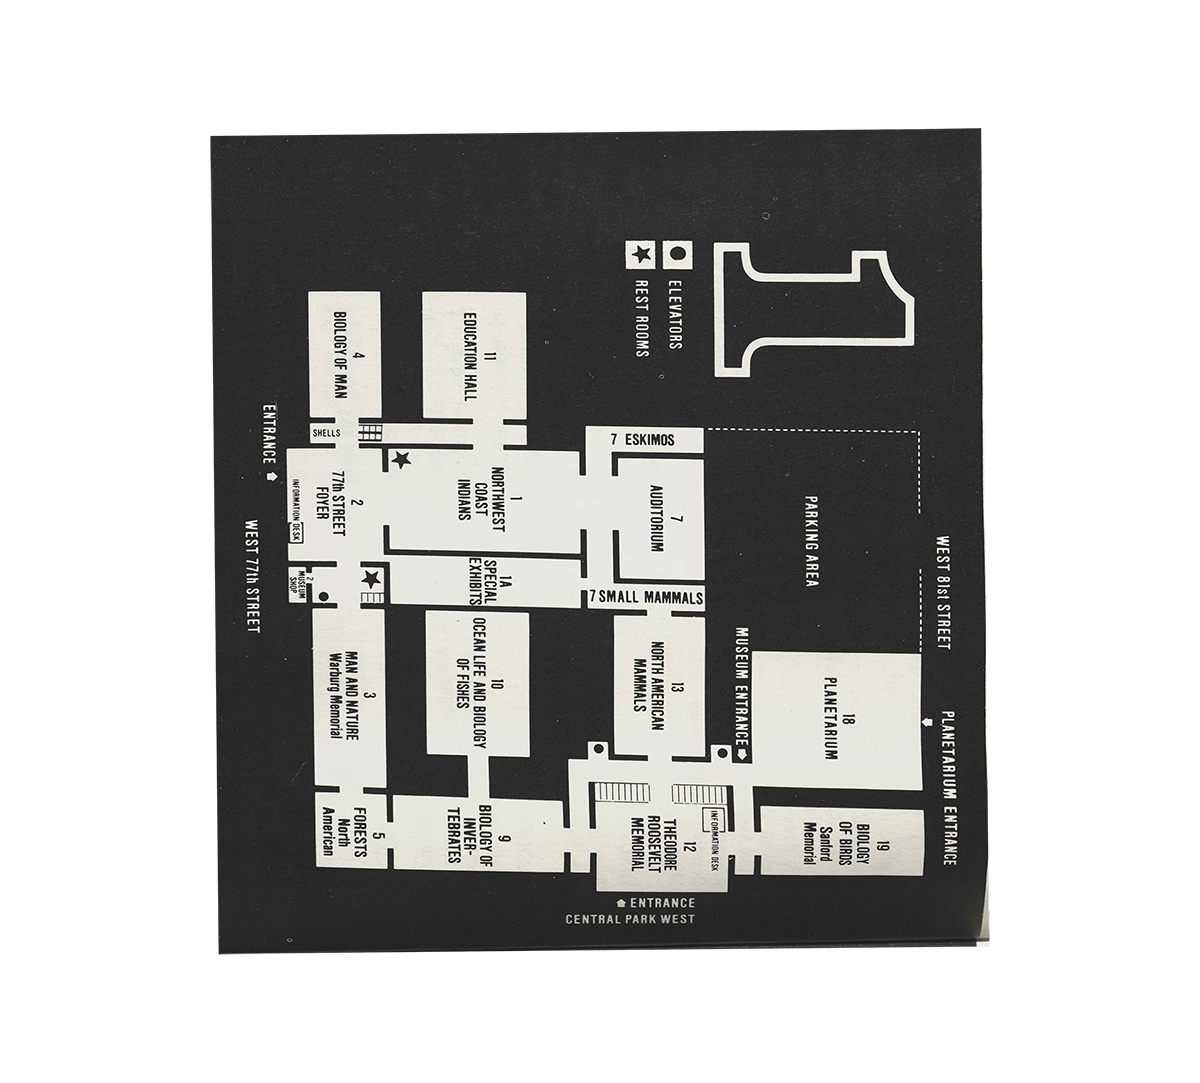 1
ELEVATORS
REST ROOMS
WEST 81st STREET
PLANETARIUM ENTRANCE
PARKING AREA
MUSEUM ENTRANCE
18
PLANETARIUM
19
BIOLOGY
OF BIRDS
Sanford
Memorial
7 ESKIMOS
7
AUDITORIUM
7 SMALL MAMMALS
13
NORTH AMERICAN
MAMMALS
INFORMATION DESK
12
THEODORE
ROOSEVELT
MEMORIAL
ENTRANCE
CENTRAL PARK WEST
11
EDUCATION HALL
1
NORTHWEST
COAST
INDIANS
1A
SPECIAL
EXHIBITS
10
OCEAN LIFE AND BIOLOGY
OF FISHES
9
BIOLOGY OF
INVER-
TEBRATES
4
BIOLOGY OF MAN
SHELLS
2
77th STREET
FOYER
INFORMATION DESK
2
MUSEUM
SHOP
3
MAN AND NATURE
Warburg Memorial
5
FORESTS
North
American
ENTRANCE
WEST 77th STREET